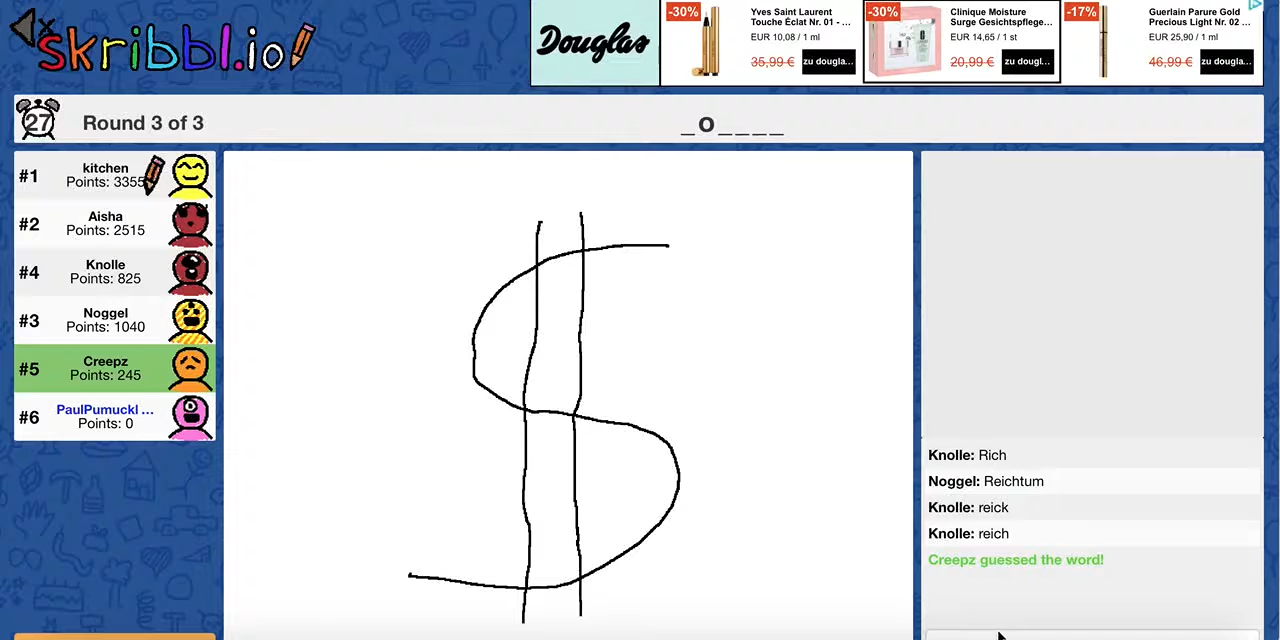 skribbl.io
Douglas
-30%
Yves Saint Laurent
Touche Éclat Nr. 01 - ...
EUR 10,08 / 1 ml
35,99 €
zu dougla...
-30%
Clinique Moisture
Surge Gesichtspflege...
EUR 14,65 / 1 st
20,99 €
zu dougl...
-17%
Guerlain Parure Gold
Precious Light Nr. 02 ...
EUR 25,90 / 1 ml
46,99 €
zu dougla...
27
Round 3 of 3
_o____
#1
kitchen
Points: 3355
#2
Aisha
Points: 2515
#4
Knolle
Points: 825
#3
Noggel
Points: 1040
#5
Creepz
Points: 245
#6
PaulPumuckl ...
Points: 0
Knolle: Rich
Noggel: Reichtum
Knolle: reick
Knolle: reich
Creepz guessed the word!